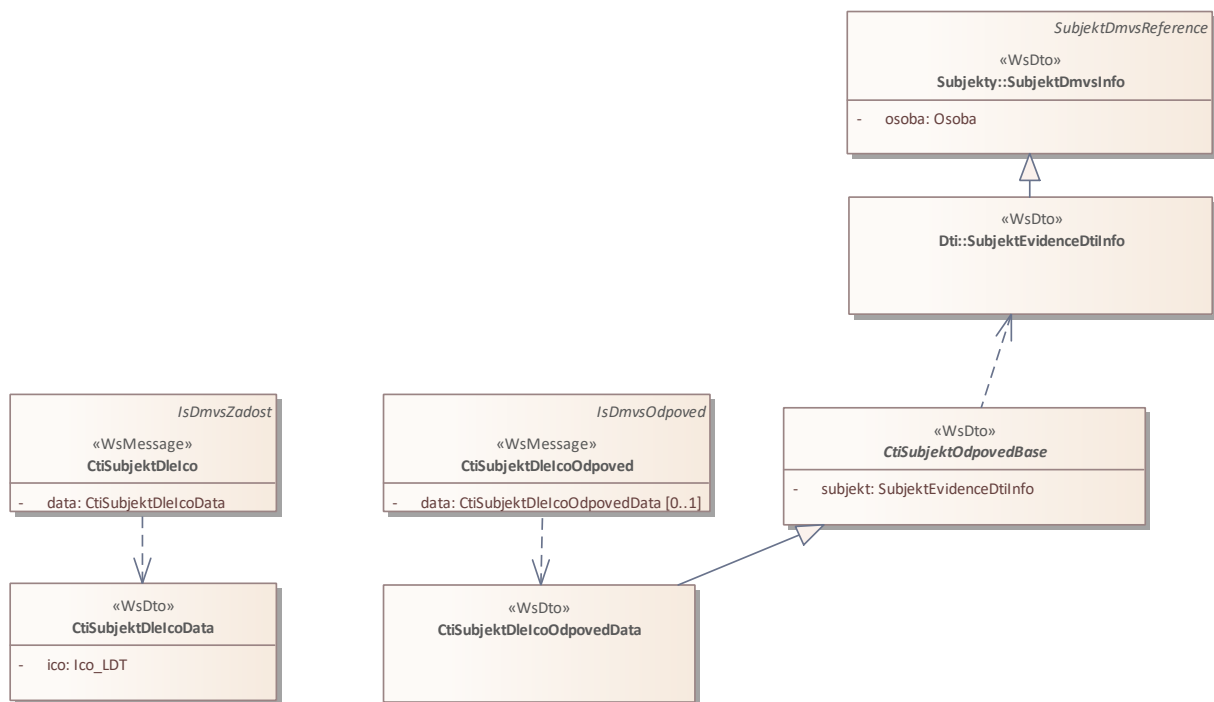 SubjektDmvsReference
«WsDto»
Subjekty::SubjektDmvsInfo
- osoba: Osoba
«WsDto»
Dti::SubjektEvidenceDtiInfo
IsDmvsZadost
«WsMessage»
CtiSubjektDleIco
- data: CtiSubjektDleIcoData
IsDmvsOdpoved
«WsMessage»
CtiSubjektDleIcoOdpoved
- data: CtiSubjektDleIcoOdpovedData [0..1]
«WsDto»
CtiSubjektOdpovedBase
- subjekt: SubjektEvidenceDtiInfo
«WsDto»
CtiSubjektDleIcoData
- ico: Ico_LDT
«WsDto»
CtiSubjektDleIcoOdpovedData